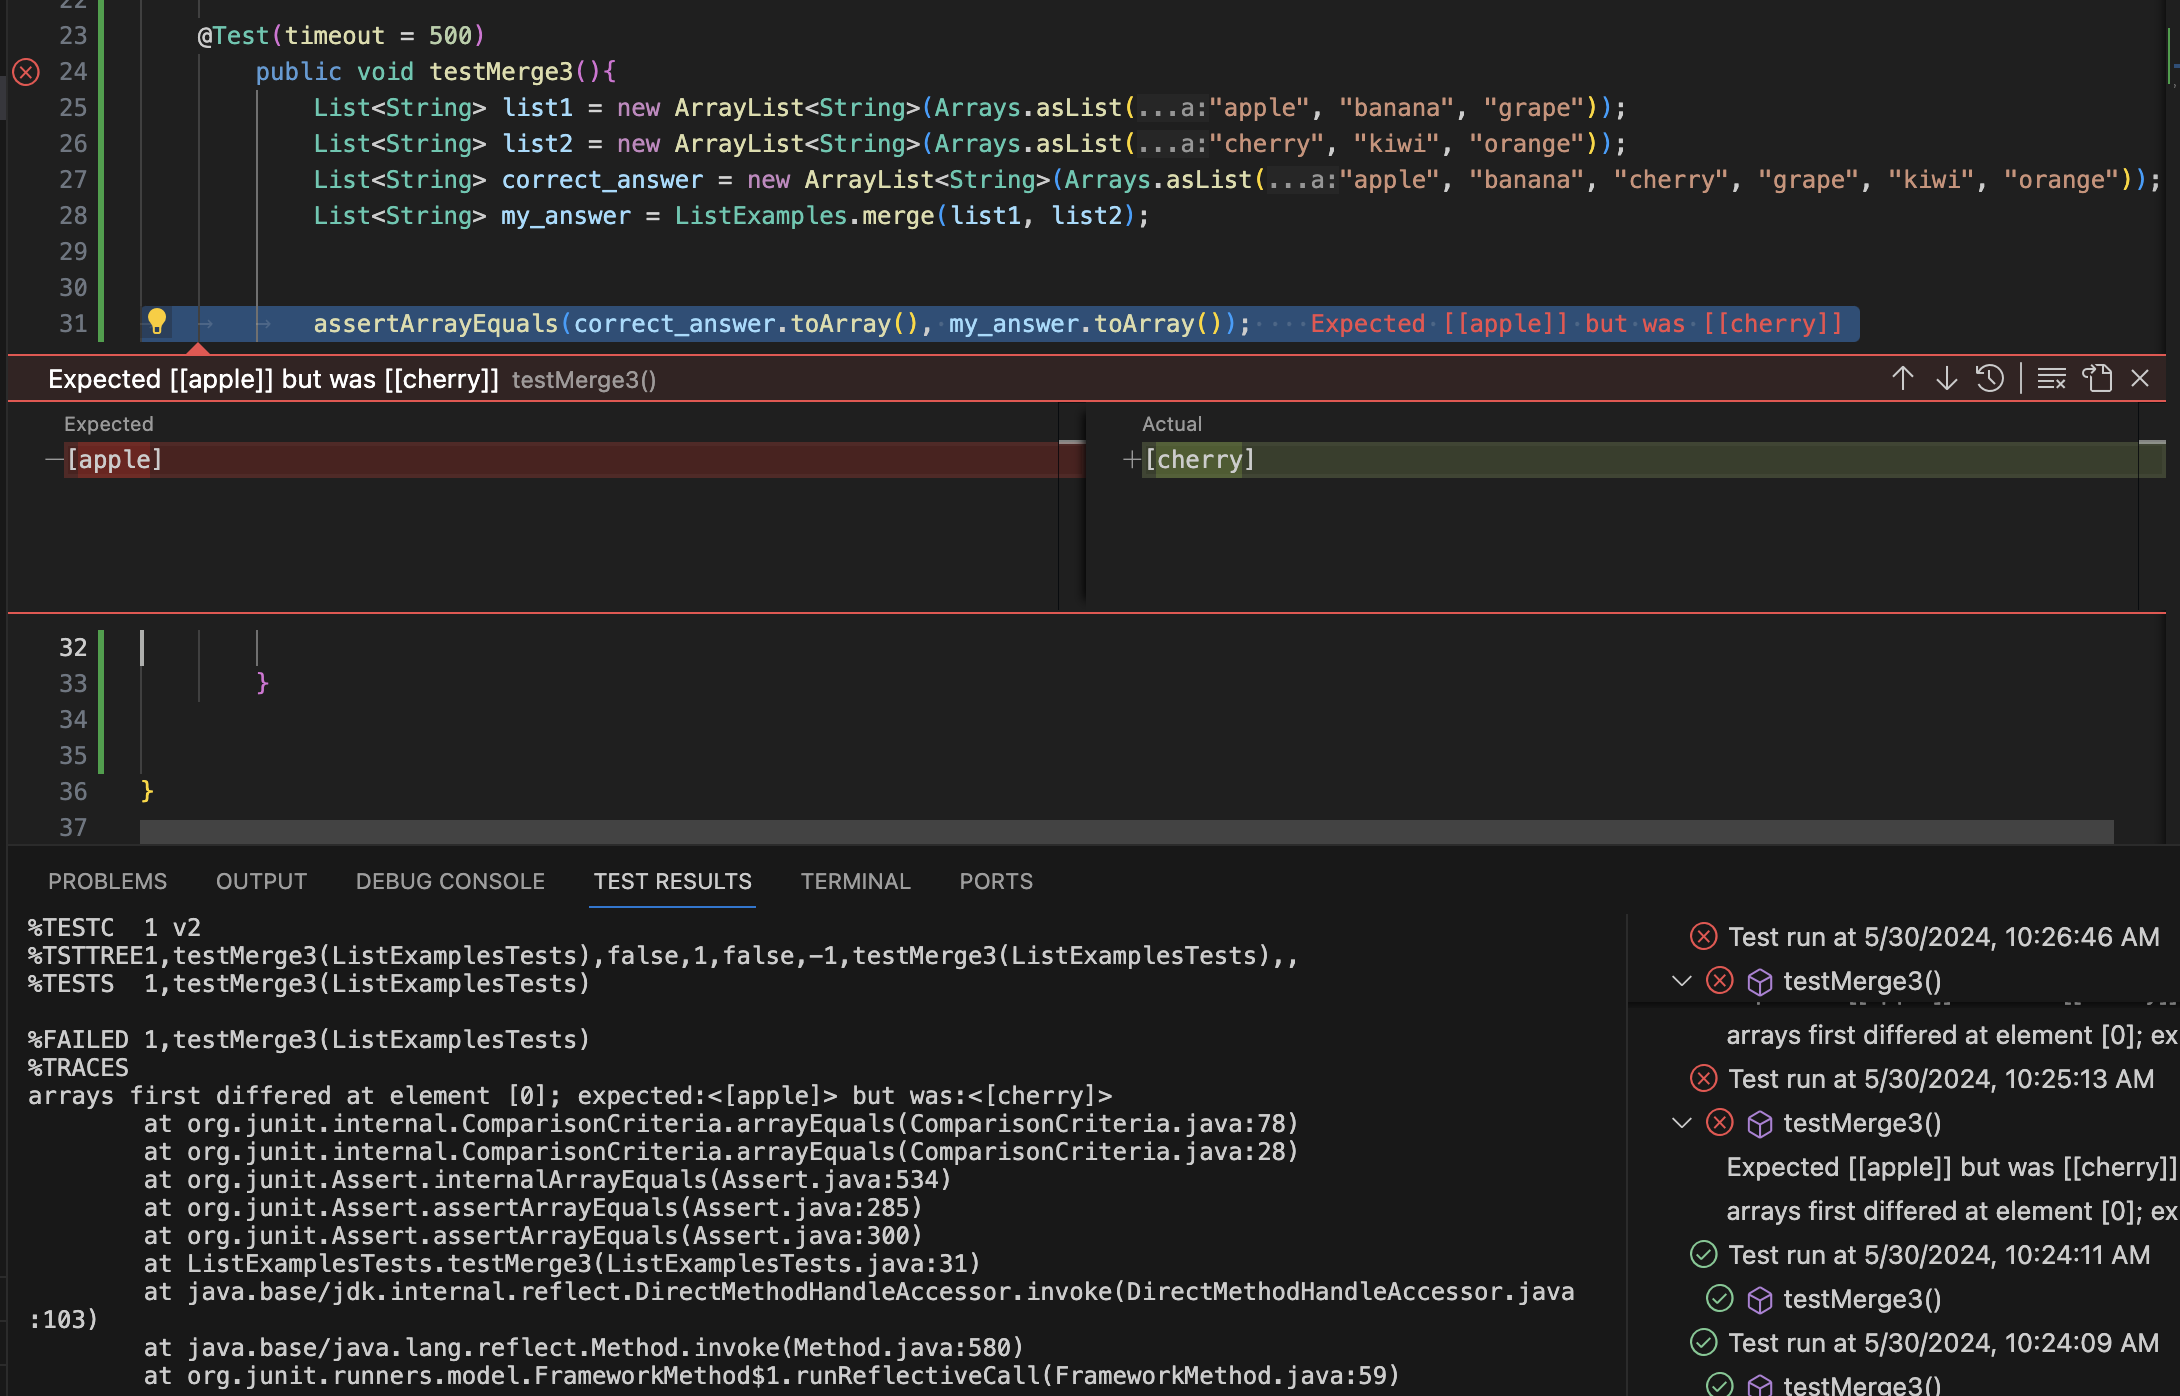 22
23 @Test(timeout = 500)
24 public void testMerge3(){
25 List<String> list1 = new ArrayList<String>(Arrays.asList(...a:"apple", "banana", "grape"));
26 List<String> list2 = new ArrayList<String>(Arrays.asList(...a:"cherry", "kiwi", "orange"));
27 List<String> correct_answer = new ArrayList<String>(Arrays.asList(...a:"apple", "banana", "cherry", "grape", "kiwi", "orange"));
28 List<String> my_answer = ListExamples.merge(list1, list2);
29
30
31 assertArrayEquals(correct_answer.toArray(), my_answer.toArray()); Expected [[apple]] but was [[cherry]]
Expected [[apple]] but was [[cherry]] testMerge3()
Expected
[apple]
Actual
[cherry]
32
33 }
34
35
36 }
37
PROBLEMS OUTPUT DEBUG CONSOLE TEST RESULTS TERMINAL PORTS
%TESTC 1 v2
%TSTTREE1,testMerge3(ListExamplesTests),false,1,false,-1,testMerge3(ListExamplesTests),,
%TESTS 1,testMerge3(ListExamplesTests)
%FAILED 1,testMerge3(ListExamplesTests)
%TRACES
arrays first differed at element [0]; expected:<[apple]> but was:<[cherry]>
at org.junit.internal.ComparisonCriteria.arrayEquals(ComparisonCriteria.java:78)
at org.junit.internal.ComparisonCriteria.arrayEquals(ComparisonCriteria.java:28)
at org.junit.Assert.internalArrayEquals(Assert.java:534)
at org.junit.Assert.assertArrayEquals(Assert.java:285)
at org.junit.Assert.assertArrayEquals(Assert.java:300)
at ListExamplesTests.testMerge3(ListExamplesTests.java:31)
at java.base/jdk.internal.reflect.DirectMethodHandleAccessor.invoke(DirectMethodHandleAccessor.java
:103)
at java.base/java.lang.reflect.Method.invoke(Method.java:580)
at org.junit.runners.model.FrameworkMethod$1.runReflectiveCall(FrameworkMethod.java:59)
Test run at 5/30/2024, 10:26:46 AM
testMerge3()
arrays first differed at element [0]; ex
Test run at 5/30/2024, 10:25:13 AM
testMerge3()
Expected [[apple]] but was [[cherry]]
arrays first differed at element [0]; ex
Test run at 5/30/2024, 10:24:11 AM
testMerge3()
Test run at 5/30/2024, 10:24:09 AM
testMerge3()